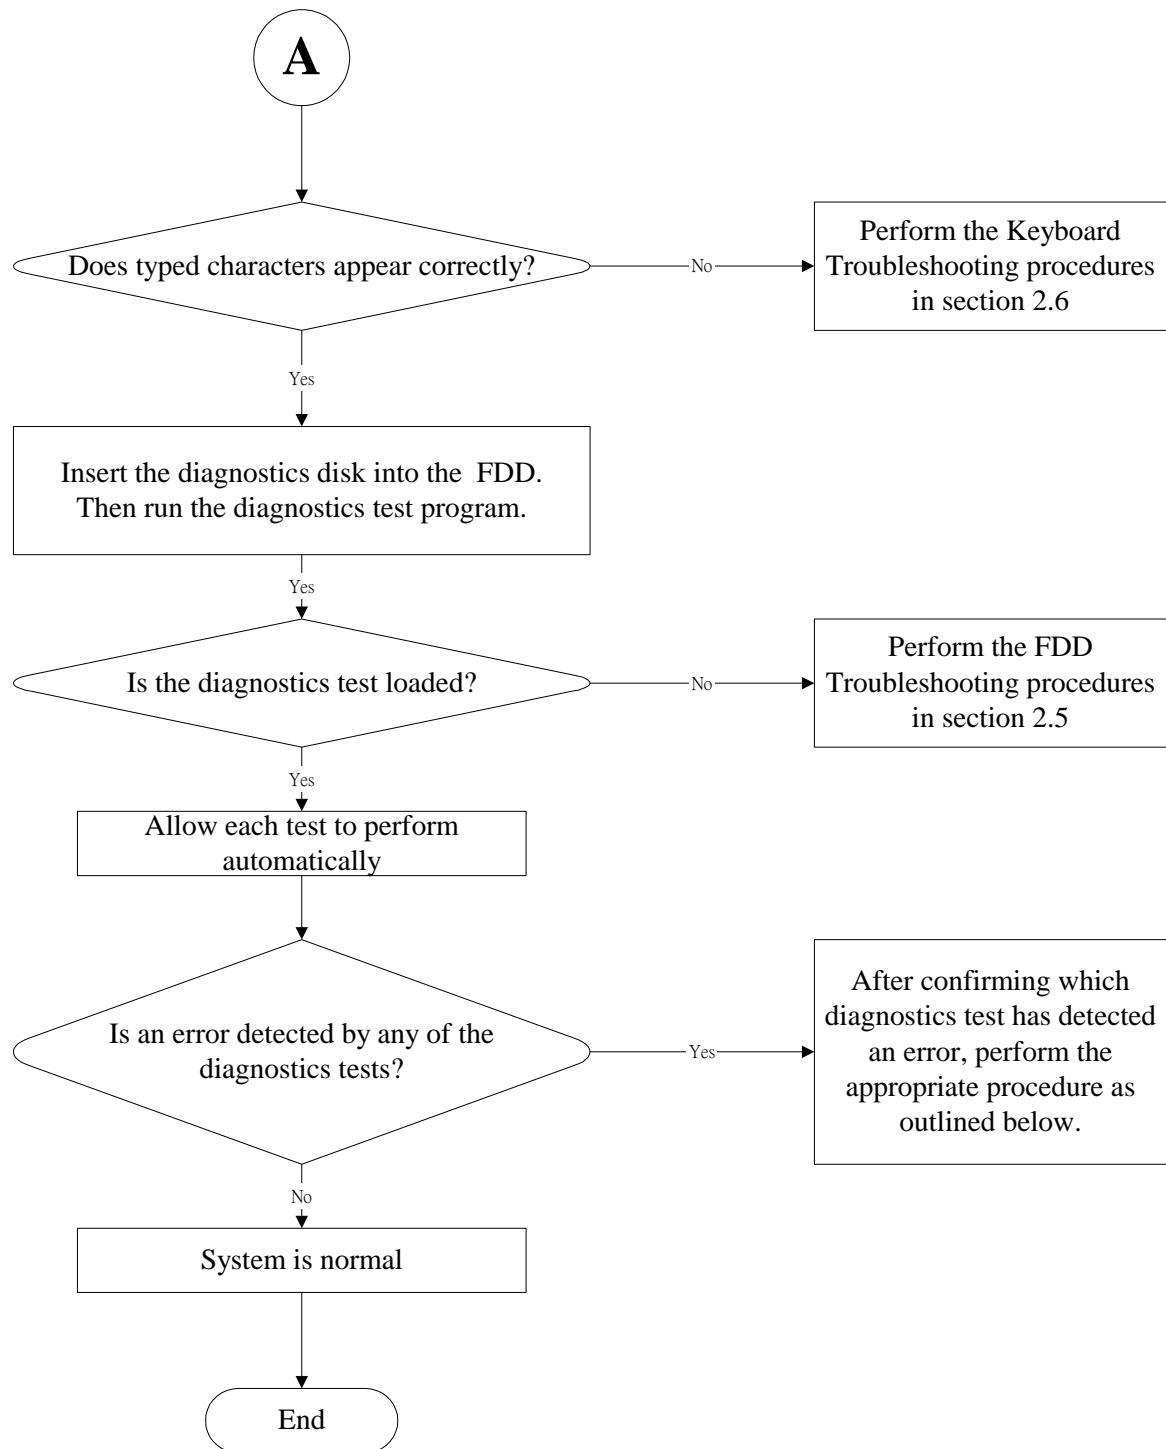 A
Does typed characters appear correctly?
No
Perform the Keyboard
Troubleshooting procedures
in section 2.6
Yes
Insert the diagnostics disk into the FDD.
Then run the diagnostics test program.
Yes
Is the diagnostics test loaded?
No
Perform the FDD
Troubleshooting procedures
in section 2.5
Yes
Allow each test to perform
automatically
Is an error detected by any of the
diagnostics tests?
Yes
After confirming which
diagnostics test has detected
an error, perform the
appropriate procedure as
outlined below.
No
System is normal
End